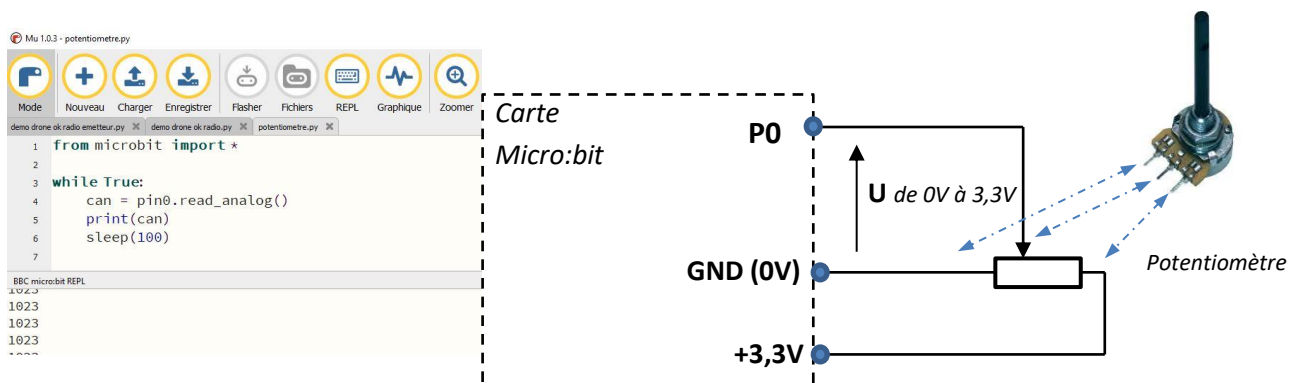 Mu 1.0.3 - potentiometre.py
Mode Nouveau Charger Enregistrer Flasher Fichiers REPL Graphique Zoomer
demo drone ok radio emetteur.py demo drone ok radio.py potentiometre.py
1 from microbit import *
2
3 while True:
4 can = pin0.read_analog()
5 print(can)
6 sleep(100)
7
BBC micro:bit REPL
1023
1023
1023
1023
1023
Carte
Micro:bit
P0
U de 0V à 3,3V
GND (0V)
+3,3V
Potentiomètre